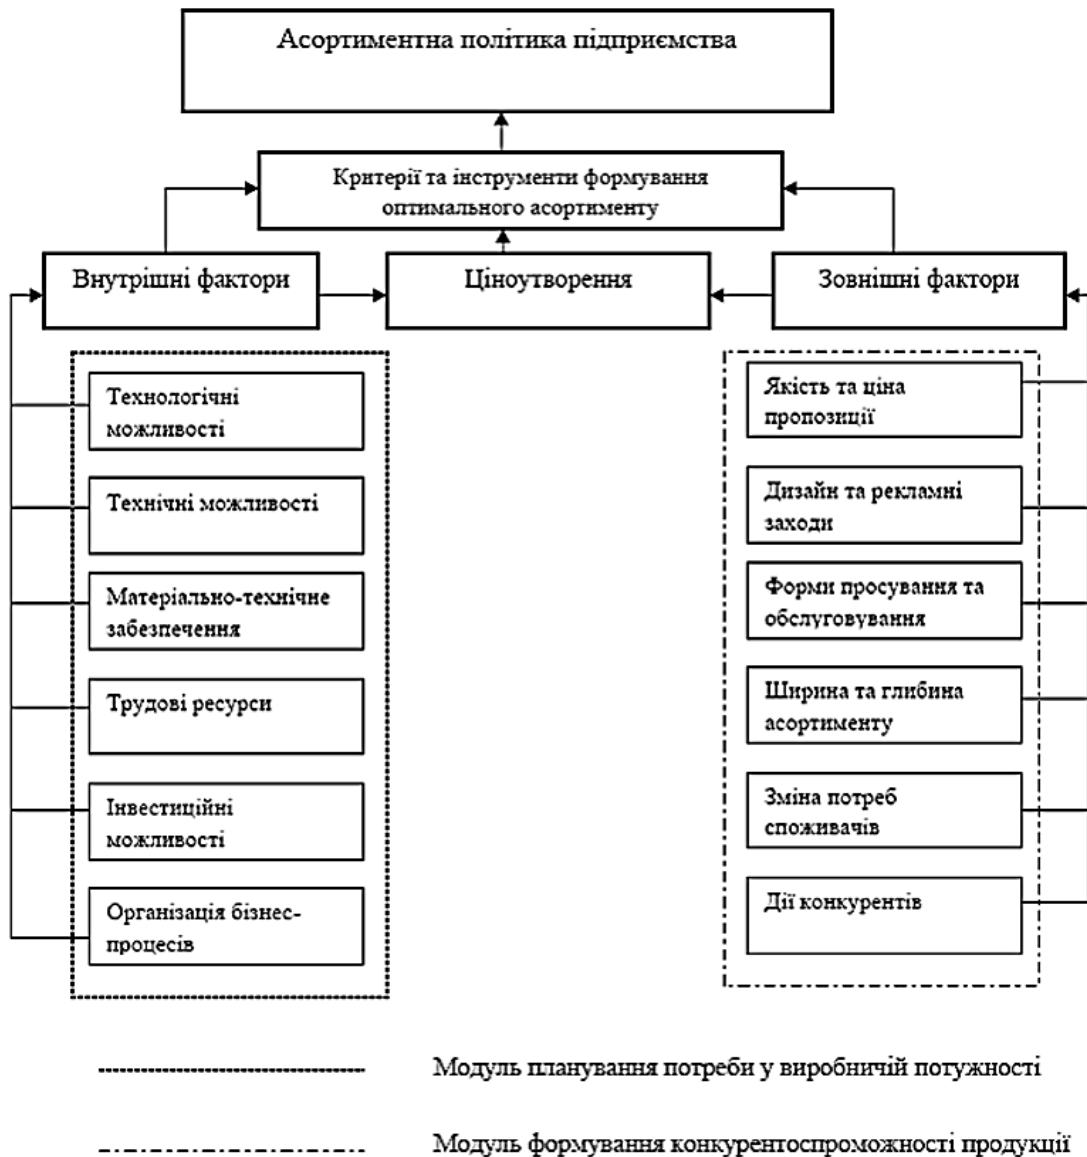 Асортиментна політика підприємства
Критерії та інструменти формування
оптимального асортименту
Внутрішні фактори
Ціноутворення
Зовнішні фактори
Технологічні
можливості
Технічні можливості
Матеріально-технічне
забезпечення
Трудові ресурси
Інвестиційні
можливості
Організація бізнес-
процесів
Якість та ціна
пропозиції
Дизайн та рекламні
заходи
Форми просування та
обслуговування
Ширина та глибина
асортименту
Зміна потреб
споживачів
Дії конкурентів
Модуль планування потреби у виробничій потужності
Модуль формування конкурентоспроможності продукції